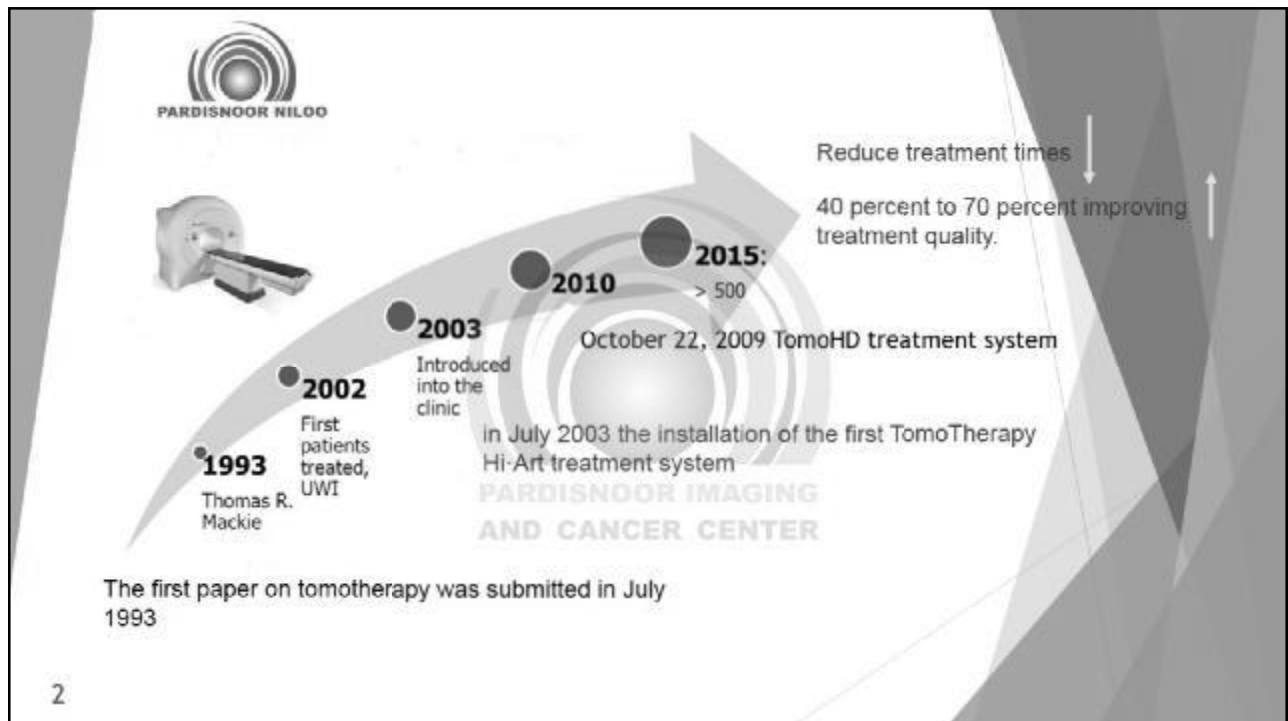 PARDISNOOR NILOO
Reduce treatment times
40 percent to 70 percent improving
treatment quality.
2015:
> 500
2010
October 22, 2009 TomoHD treatment system
2003
Introduced
into the
clinic
2002
First
patients
treated,
UWI
in July 2003 the installation of the first TomoTherapy
Hi-Art treatment system
1993
Thomas R.
Mackie
PARDISNOOR IMAGING
AND CANCER CENTER
The first paper on tomotherapy was submitted in July
1993
2